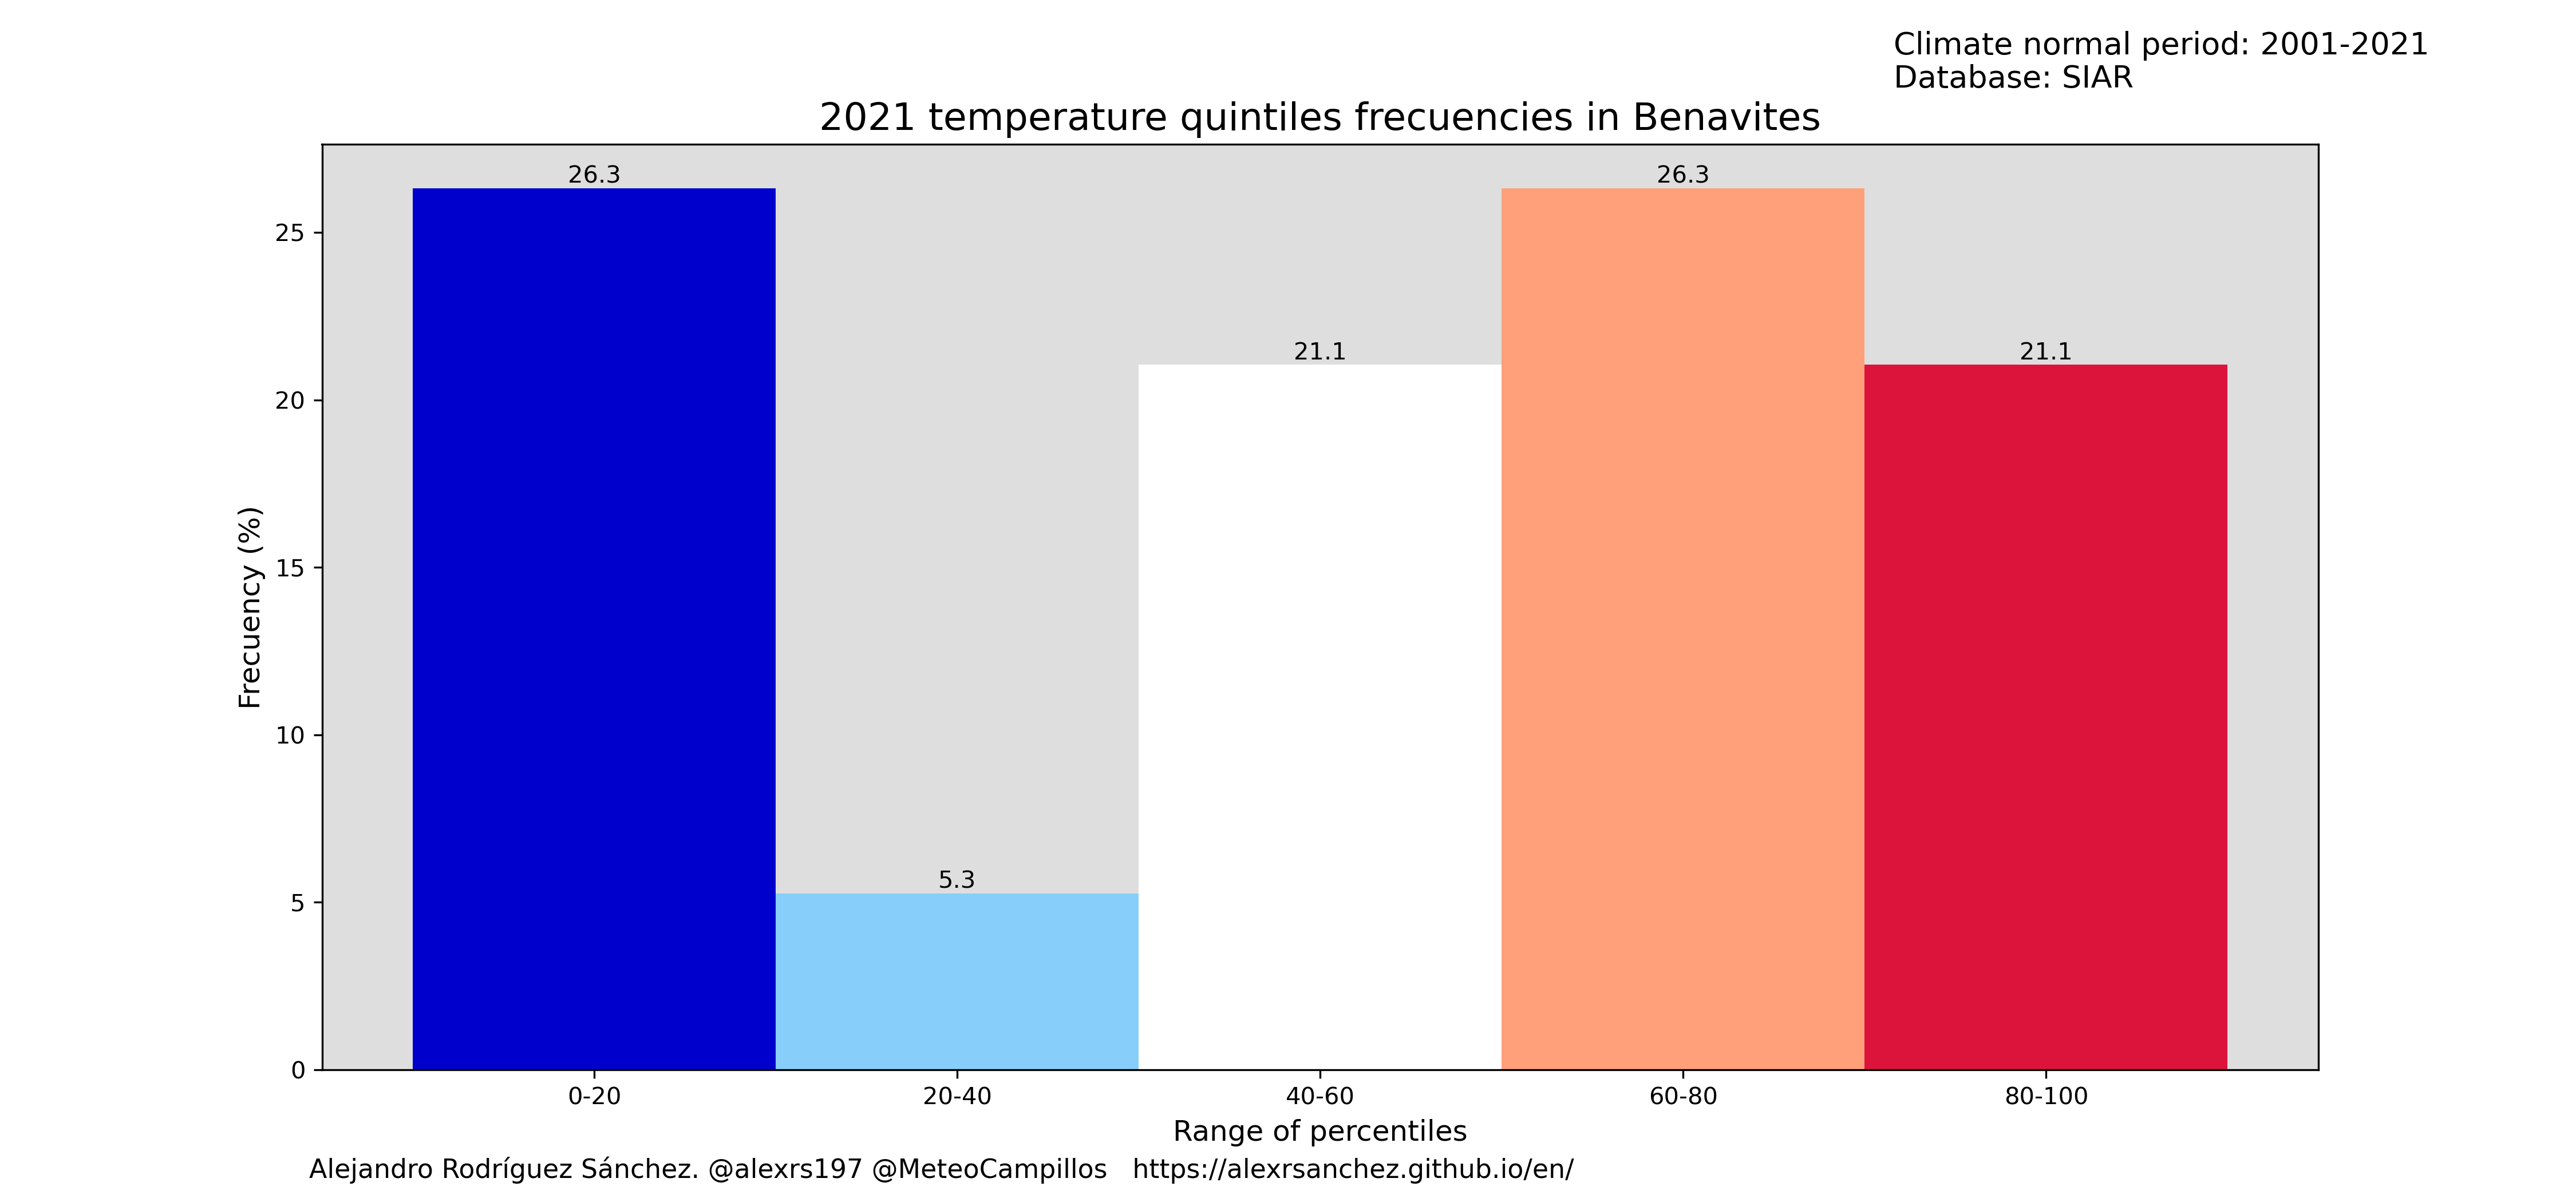 Climate normal period: 2001-2021
Database: SIAR
2021 temperature quintiles frecuencies in Benavites
26.3
26.3
25
21.1
21.1
20
Frecuency (%)
15
10
5.3
5
0
0-20 20-40 40-60 60-80 80-100
Range of percentiles
Alejandro Rodríguez Sánchez. @alexrs197 @MeteoCampillos https://alexrsanchez.github.io/en/